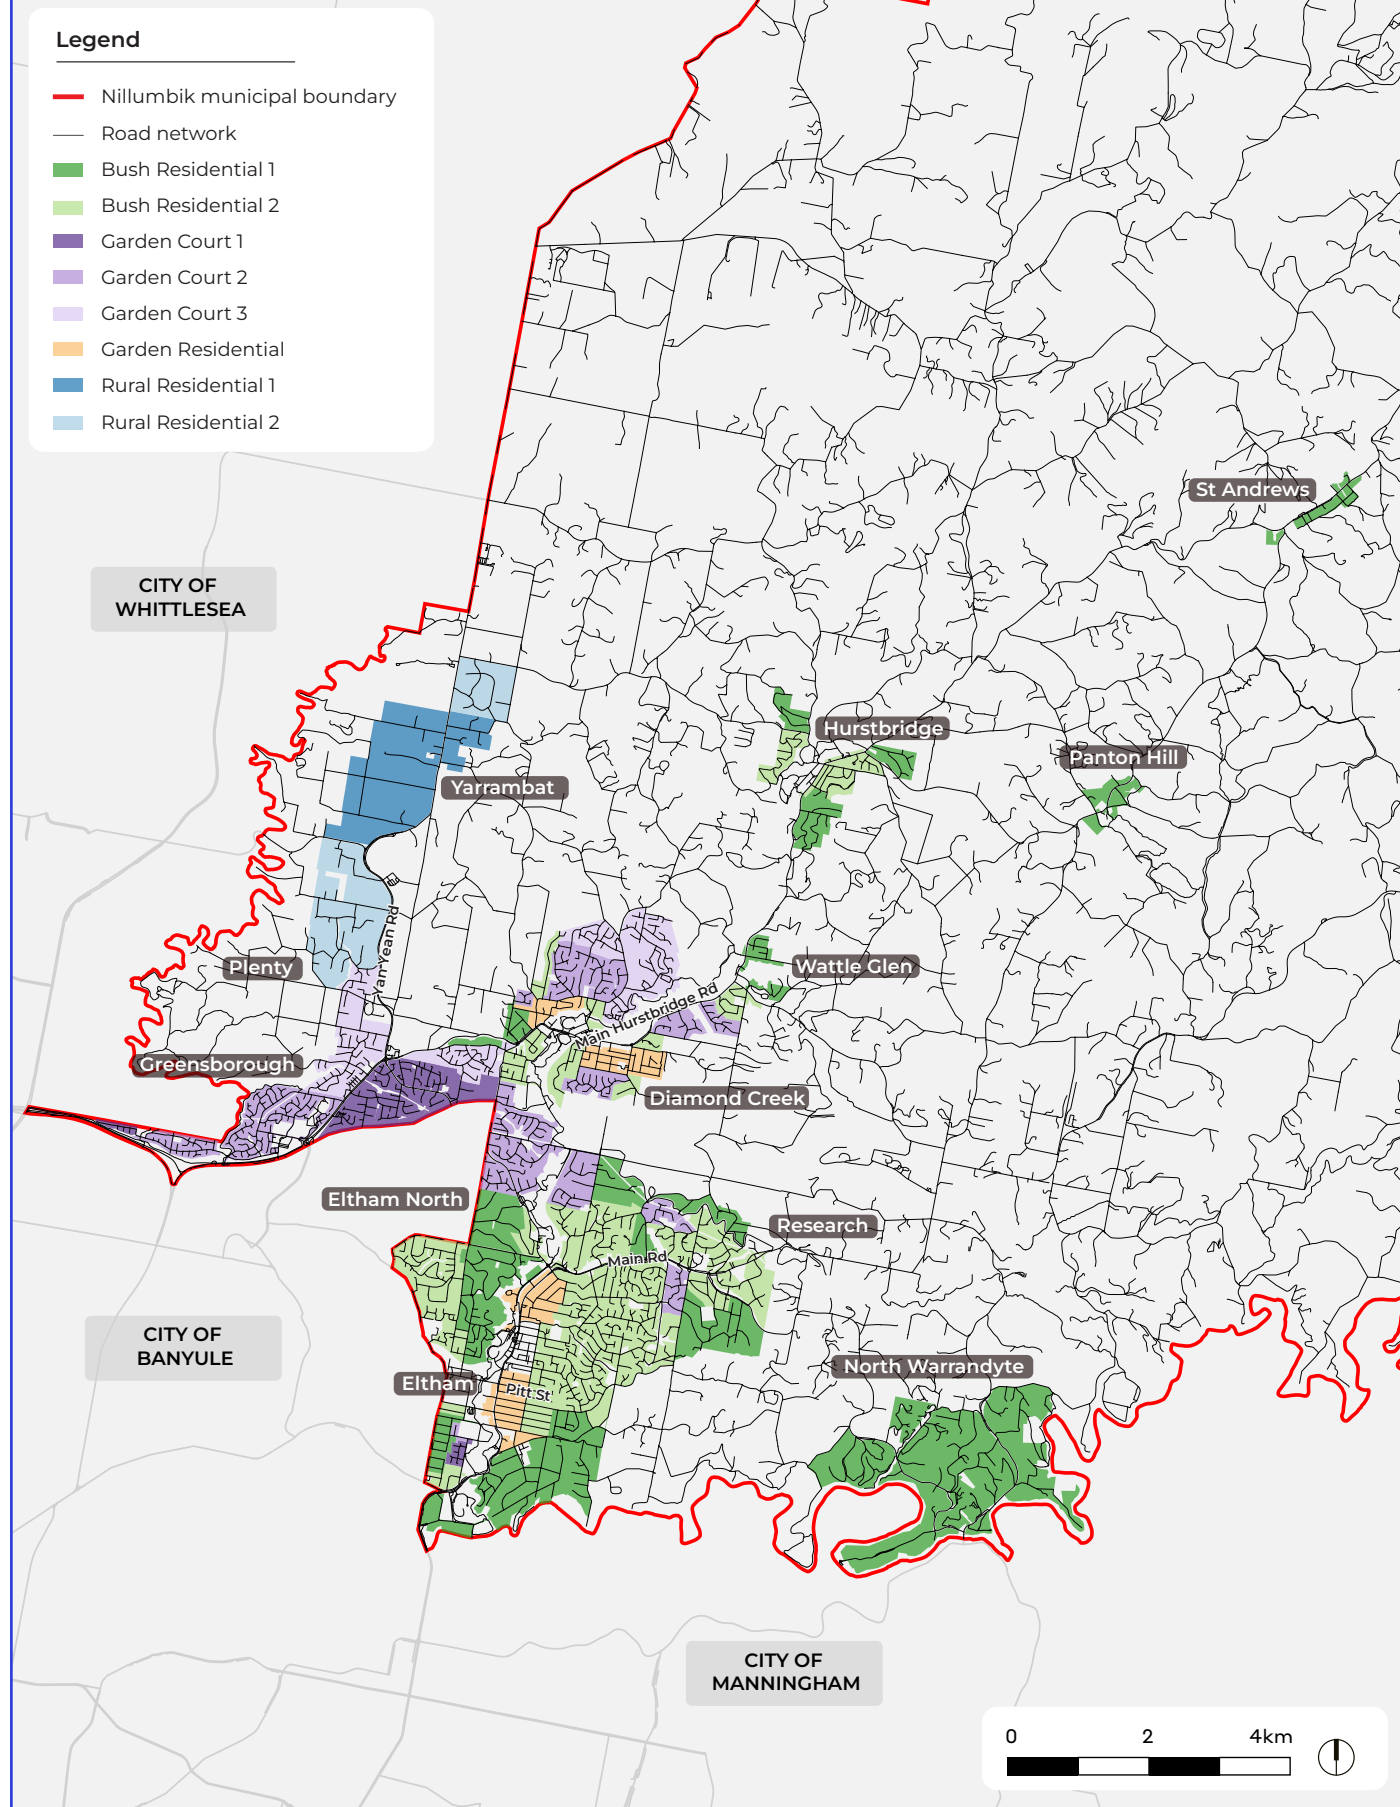 Legend
Nillumbik municipal boundary
Road network
Bush Residential 1
Bush Residential 2
Garden Court 1
Garden Court 2
Garden Court 3
Garden Residential
Rural Residential 1
Rural Residential 2
St Andrews
CITY OF
WHITTLESEA
Hurstbridge
Panton Hill
Yarrambat
Yan Yean Rd
Plenty
Wattle Glen
Main Hurstbridge Rd
Greensborough
Diamond Creek
Eltham North
Research
Main Rd
CITY OF
BANYULE
North Warrandyte
Eltham
Pitt St
CITY OF
MANNINGHAM
0 2 4km